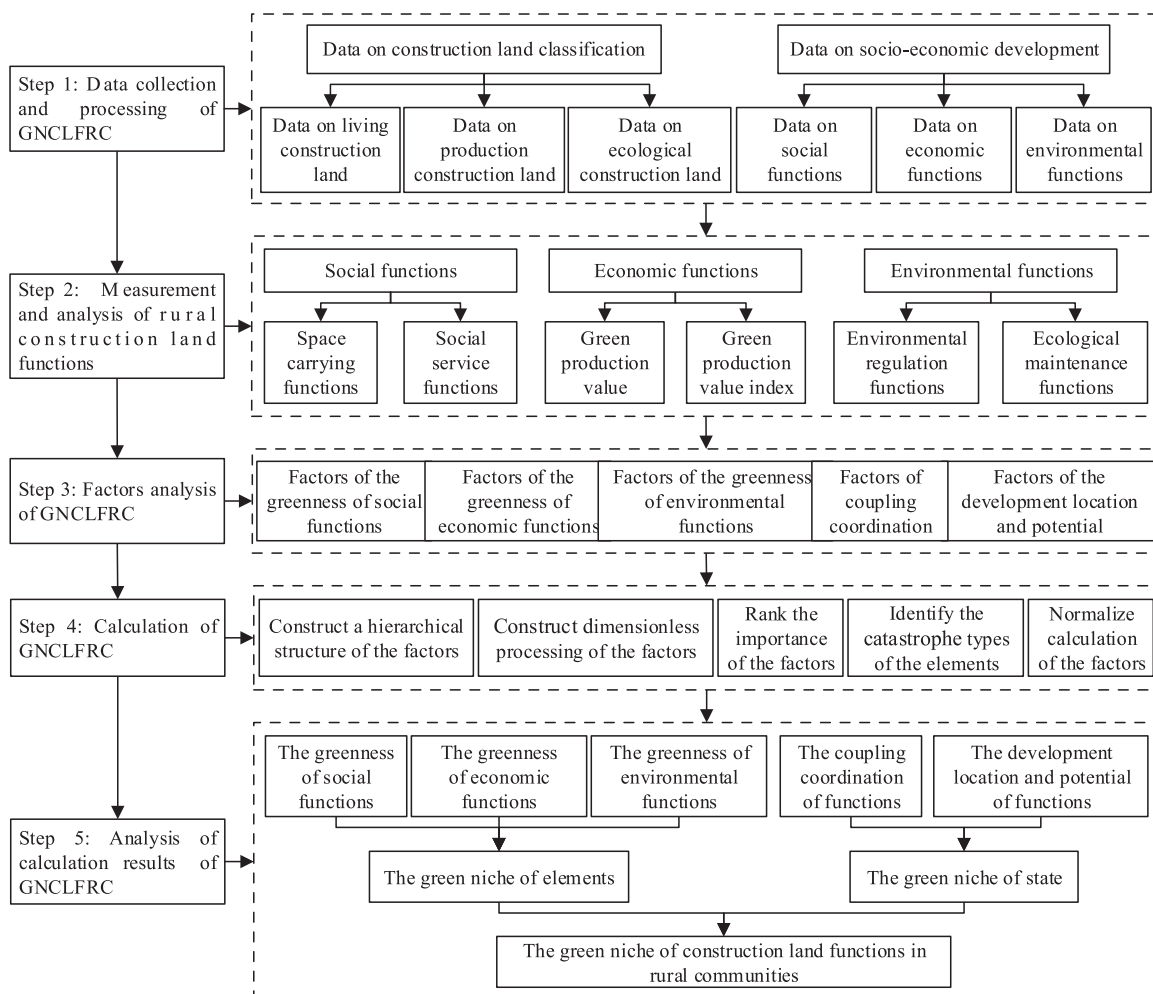 Step 1: Data collection
and processing of
GNCLFRC
Data on construction land classification
Data on socio-economic development
Data on living
construction
land
Data on
production
construction land
Data on
ecological
construction land
Data on
social
functions
Data on
economic
functions
Data on
environmental
functions
Step 2: Measurement
and analysis of rural
construction land
functions
Social functions
Economic functions
Environmental functions
Space
carrying
functions
Social
service
functions
Green
production
value
Green
production
value index
Environmental
regulation
functions
Ecological
maintenance
functions
Step 3: Factors analysis
of GNCLFRC
Factors of the
greenness of social
functions
Factors of the
greenness of
economic functions
Factors of the greenness
of environmental
functions
Factors of
coupling
coordination
Factors of the
development location
and potential
Step 4: Calculation of
GNCLFRC
Construct a hierarchical
structure of the factors
Construct dimensionless
processing of the factors
Rank the
importance
of the factors
Identify the
catastrophe types
of the elements
Normalize
calculation
of the factors
Step 5: Analysis of
calculation results of
GNCLFRC
The greenness
of social
functions
The greenness
of economic
functions
The greenness of
environmental
functions
The coupling
coordination
of functions
The development
location and potential
of functions
The green niche of elements
The green niche of state
The green niche of construction land functions in
rural communities